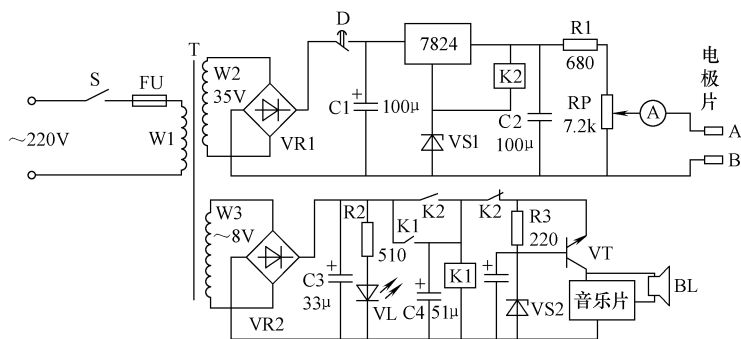 S
FU
～220V
W1
T
W2
35V
VR1
D
C1
100μ
7824
VS1
K2
C2
100μ
R1
680
RP
7.2k
A
电极片
A
B
W3
～8V
VR2
C3
33μ
R2
510
VL
K1
C4
51μ
K2
K1
K2
R3
220
VS2
VT
音乐片
BL